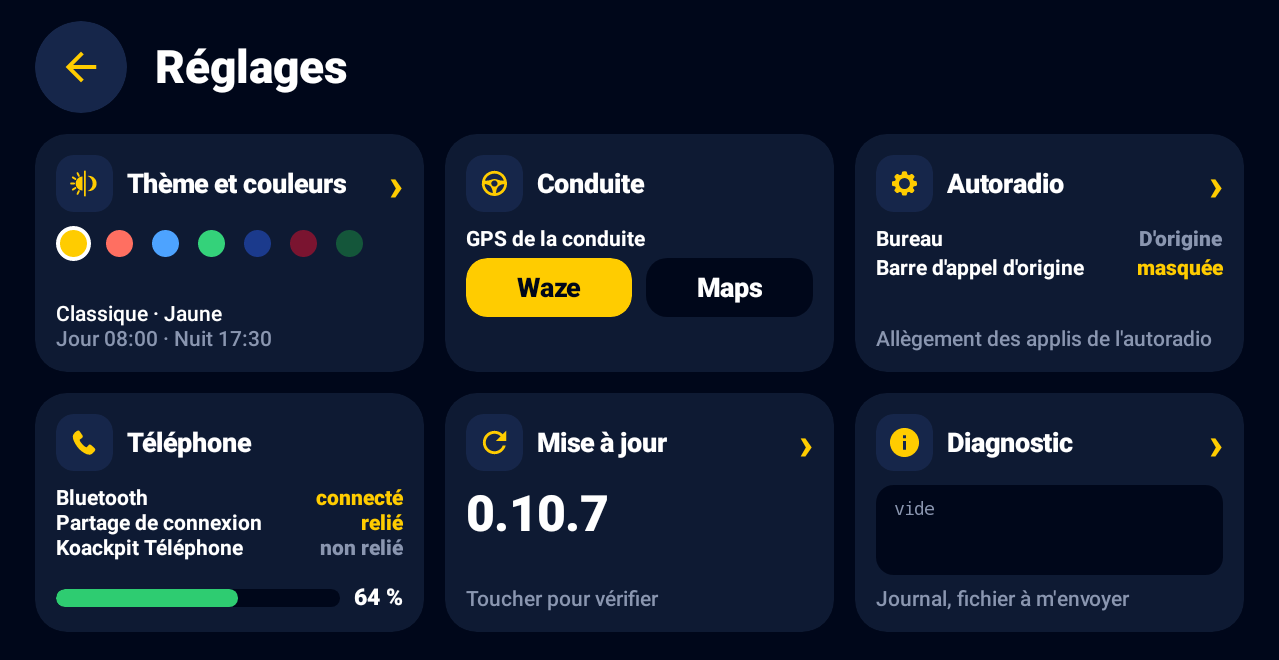 Réglages
Thème et couleurs ›
Classique · Jaune
Jour 08:00 · Nuit 17:30
Conduite
GPS de la conduite
Waze Maps
Autoradio ›
Bureau D'origine
Barre d'appel d'origine masquée
Allègement des applis de l'autoradio
Téléphone
Bluetooth connecté
Partage de connexion relié
Koackpit Téléphone non relié
64 %
Mise à jour ›
0.10.7
Toucher pour vérifier
Diagnostic ›
vide
Journal, fichier à m'envoyer